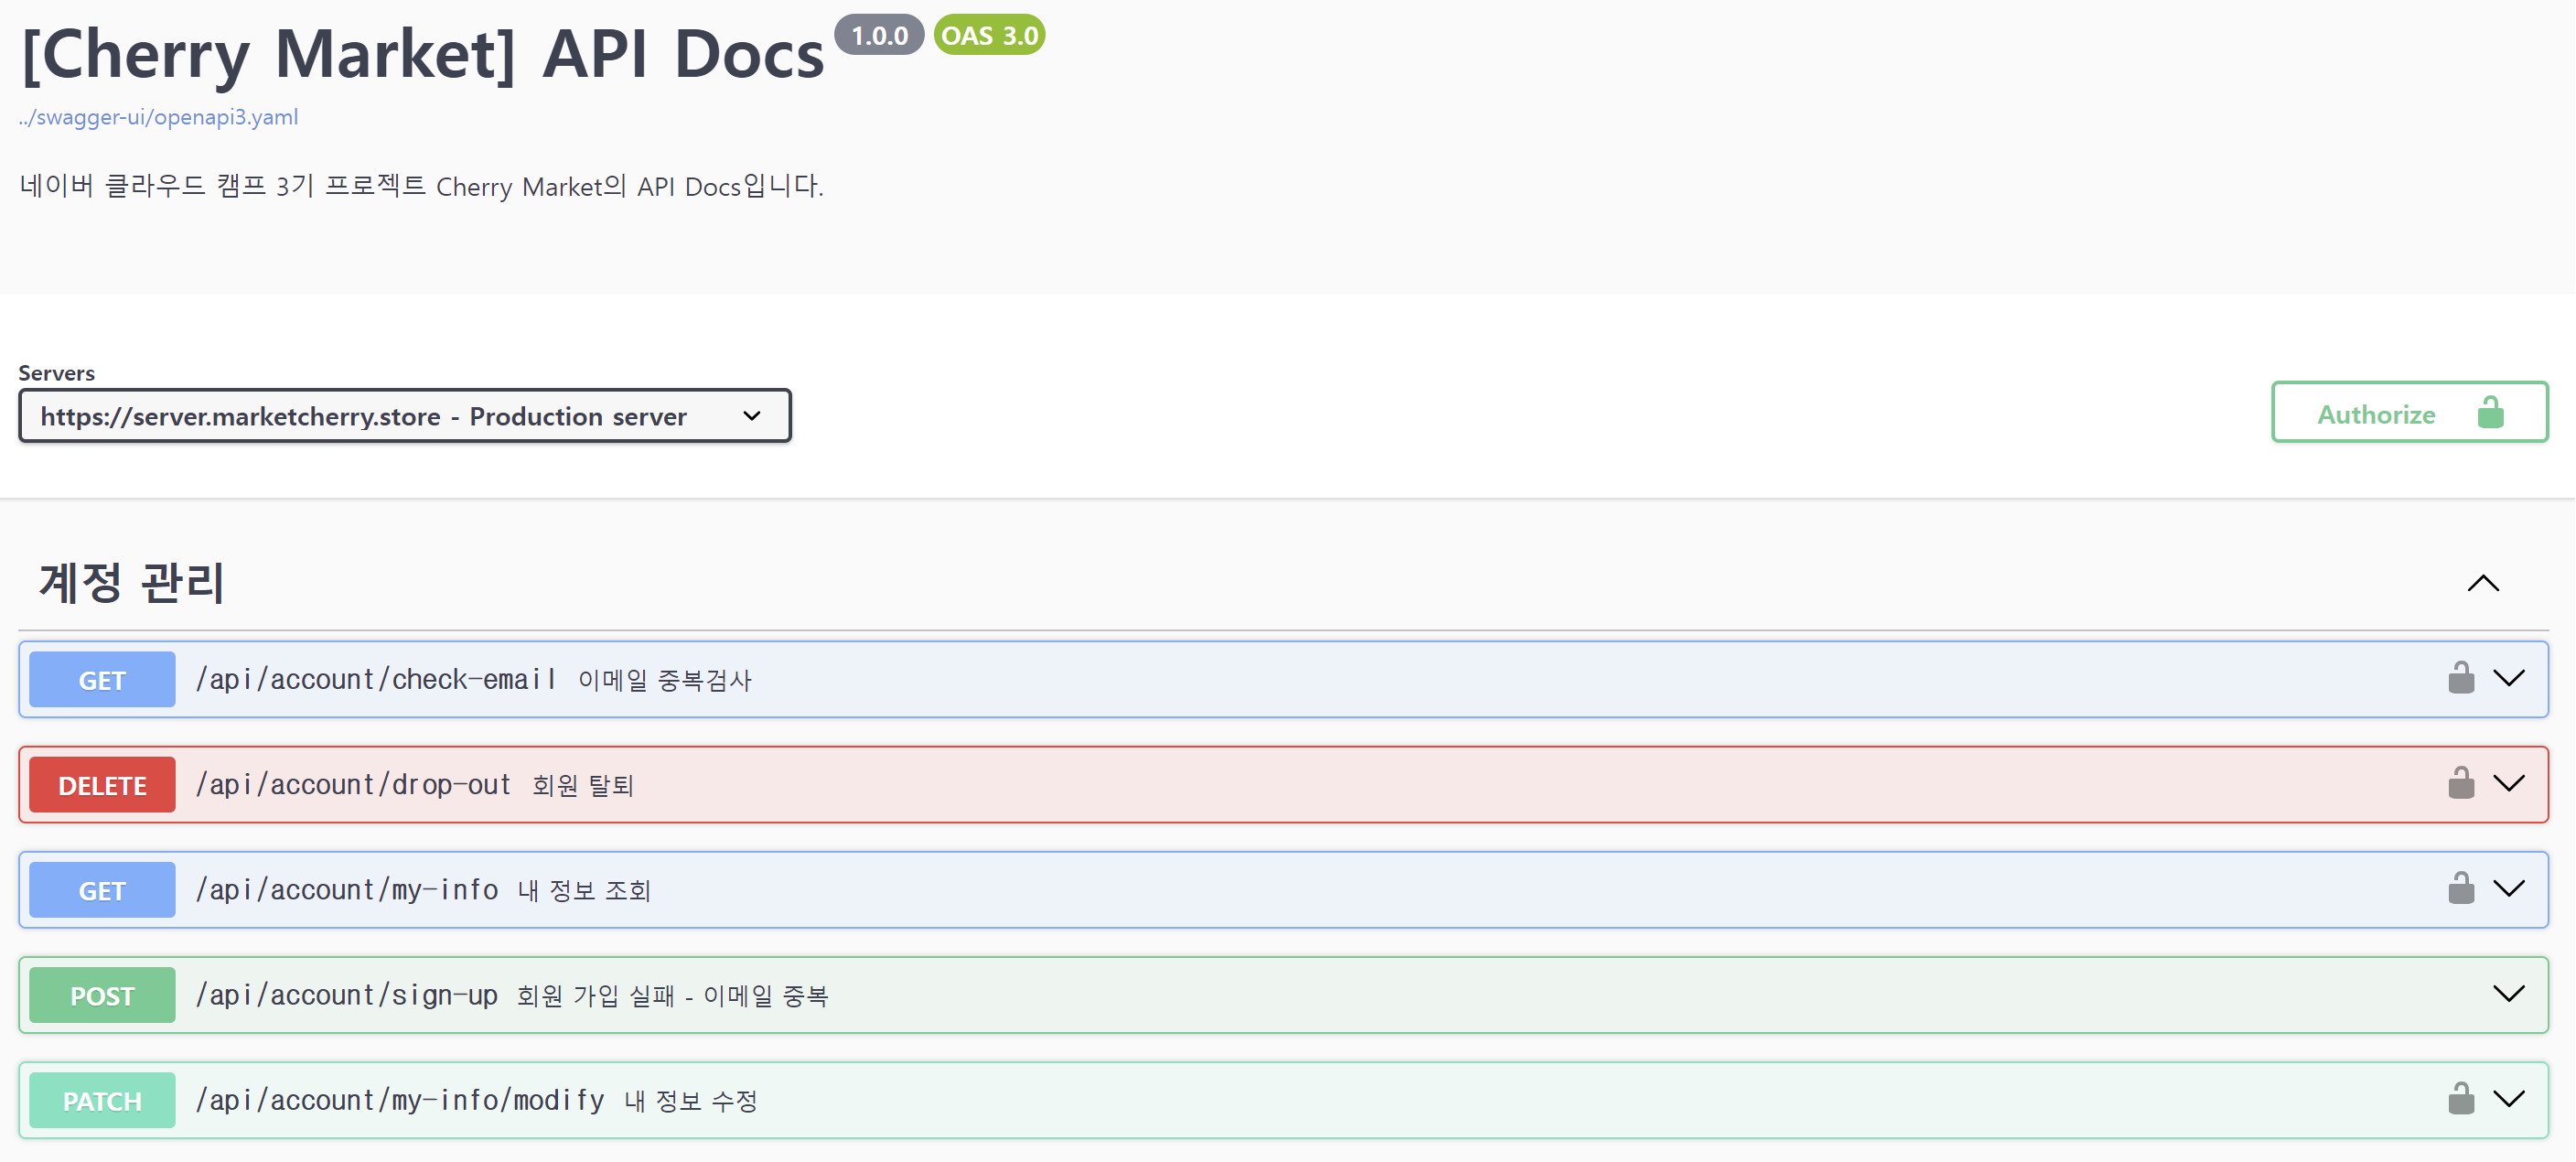 [Cherry Market] API Docs 1.0.0 OAS 3.0
../swagger-ui/openapi3.yaml
네이버 클라우드 캠프 3기 프로젝트 Cherry Market의 API Docs입니다.
Servers
https://server.marketcherry.store - Production server
Authorize
계정 관리
GET /api/account/check-email 이메일 중복검사
DELETE /api/account/drop-out 회원 탈퇴
GET /api/account/my-info 내 정보 조회
POST /api/account/sign-up 회원 가입 실패 - 이메일 중복
PATCH /api/account/my-info/modify 내 정보 수정